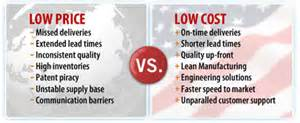 LOW PRICE
– Missed deliveries
– Extended lead times
– Inconsistent quality
– High inventories
– Patent piracy
– Unstable supply base
– Communication barriers
VS.
LOW COST
+ On-time deliveries
+ Shorter lead times
+ Quality up-front
+ Lean Manufacturing
+ Engineering solutions
+ Faster speed to market
+ Unparalled customer support